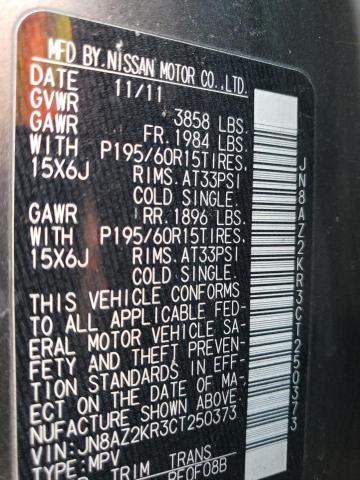 MFD BY.NISSAN MOTOR CO.,LTD.
DATE 11/11
GVWR 3858 LBS.
GAWR FR.1984 LBS.
WITH P195/60R15TIRES.
15X6J RIMS.AT33PSI
COLD SINGLE.
GAWR RR.1896 LBS.
WITH P195/60R15TIRES.
15X6J RIMS.AT33PSI
COLD SINGLE.
THIS VEHICLE CONFORMS
TO ALL APPLICABLE FED-
ERAL MOTOR VEHICLE SA-
FETY AND THEFT PREVEN-
TION STANDARDS IN EFF-
ECT ON THE DATE OF MA-
NUFACTURE SHOWN ABOVE.
VIN:JN8AZ2KR3CT250373
TYPE:MPV
TRIM TRANS
RE0F08B
JN8AZ2KR3CT250373